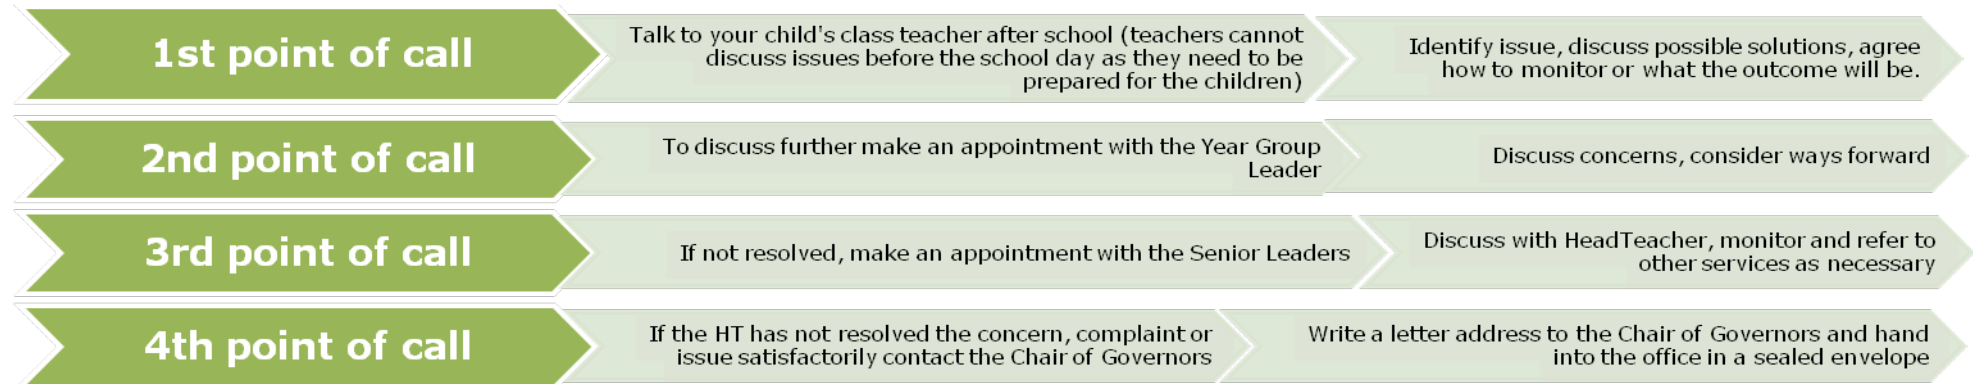 1st point of call
Talk to your child's class teacher after school (teachers cannot
discuss issues before the school day as they need to be
prepared for the children)
Identify issue, discuss possible solutions, agree
how to monitor or what the outcome will be.
2nd point of call
To discuss further make an appointment with the Year Group
Leader
Discuss concerns, consider ways forward
3rd point of call
If not resolved, make an appointment with the Senior Leaders
Discuss with HeadTeacher, monitor and refer to
other services as necessary
4th point of call
If the HT has not resolved the concern, complaint or
issue satisfactorily contact the Chair of Governors
Write a letter address to the Chair of Governors and hand
into the office in a sealed envelope